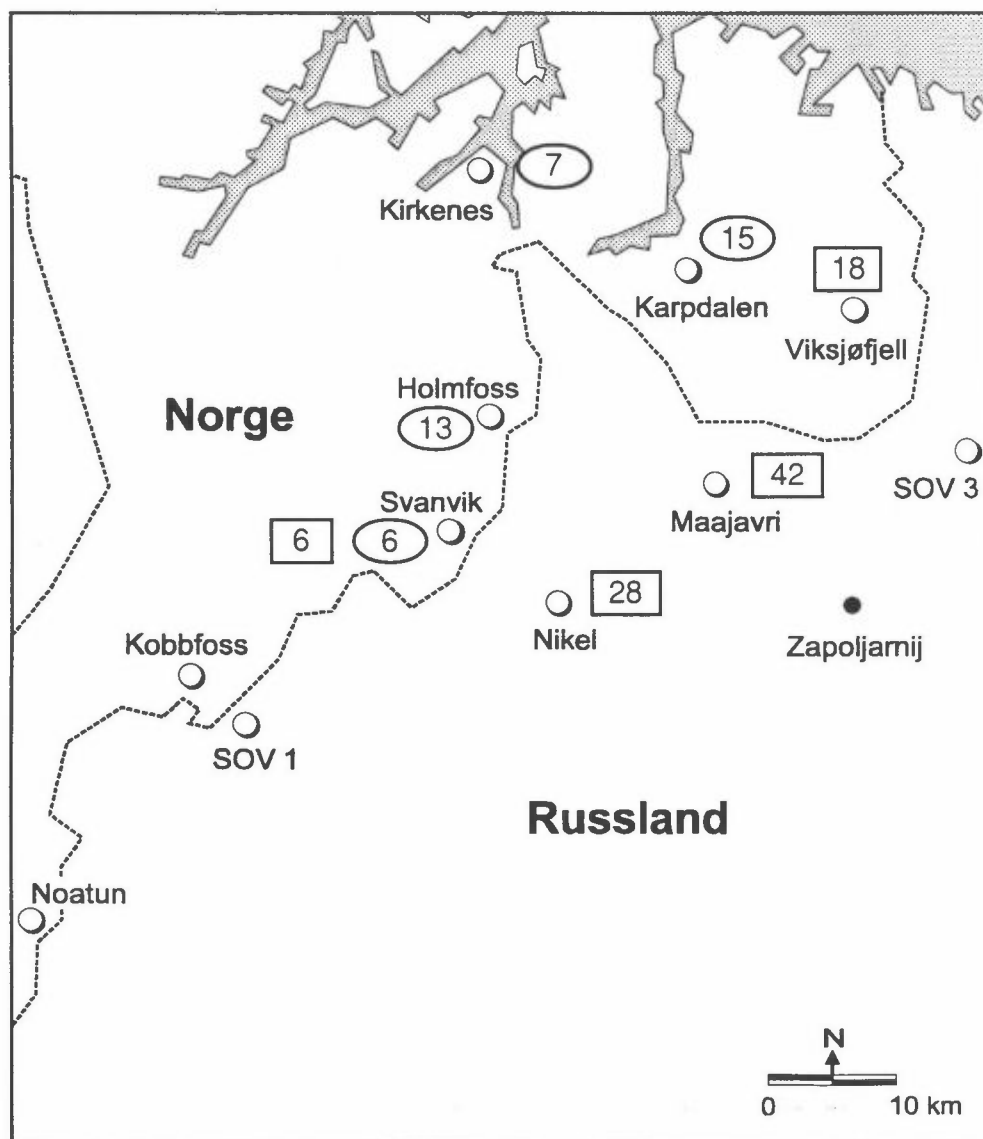 7
Kirkenes
15
Karpdalen
18
Viksjøfjell
Holmfoss
Norge
13
42
SOV 3
Maajavri
Svanvik
6 6
28
Nikel
Zapoljarnij
Kobbfoss
SOV 1
Russland
Noatun
N
0 10 km